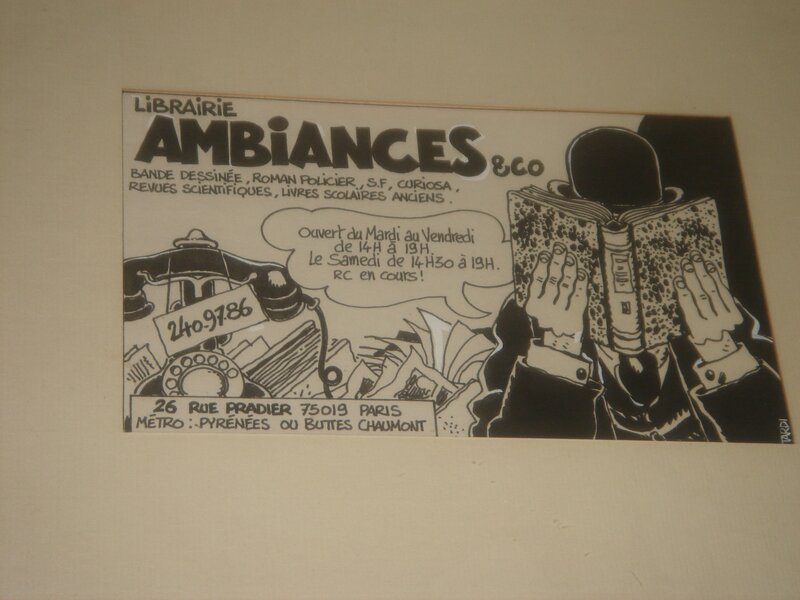 LiBRAiRiE
AMBiANCES &CO
BANDE DESSINÉE, ROMAN POLICIER, S.F, CURIOSA,
REVUES SCIENTIFIQUES, LIVRES SCOLAIRES ANCIENS.
Ouvert du Mardi au Vendredi
de 14H à 19H.
Le Samedi de 14H30 à 19H.
RC en cours!
240.97.86
26 RUE PRADIER 75019 PARIS
MÉTRO: PYRÉNÉES OU BUTTES CHAUMONT
TARDI